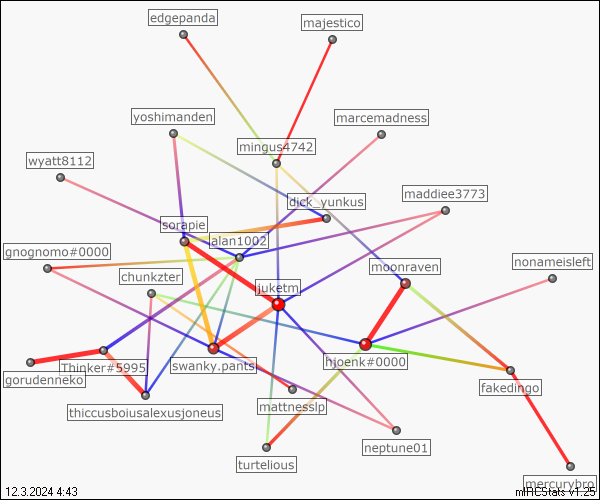 edgepanda
majestico
yoshimanden
marcemadness
mingus4742
wyatt8112
maddiee3773
dick_yunkus
sorapie
alan1002
gnognomo#0000
moonraven
nonameisleft
chunkzter
juketm
swanky.pants
hjoenk#0000
Thinker#5995
gorudenneko
fakedingo
mattnesslp
thiccusboiusalexusjoneus
neptune01
turtelious
mercurybro
12.3.2024 4:43
mIRCStats v1.25